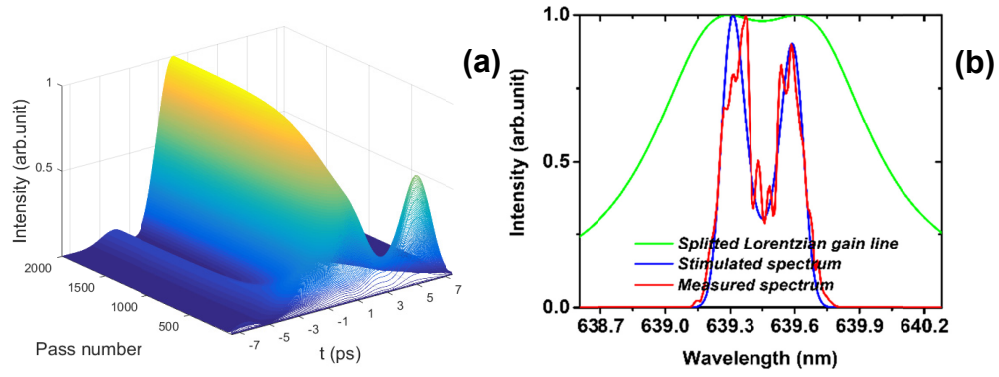 (a)
Intensity (arb.unit)
1
0.5
0
2000
1500
1000
500
Pass number
-7
-5
-3
-1
1
3
5
7
t (ps)
(b)
Intensity (arb.unit)
1.0
0.5
0.0
Splitted Lorentzian gain line
Stimulated spectrum
Measured spectrum
638.7 639.0 639.3 639.6 639.9 640.2
Wavelength (nm)